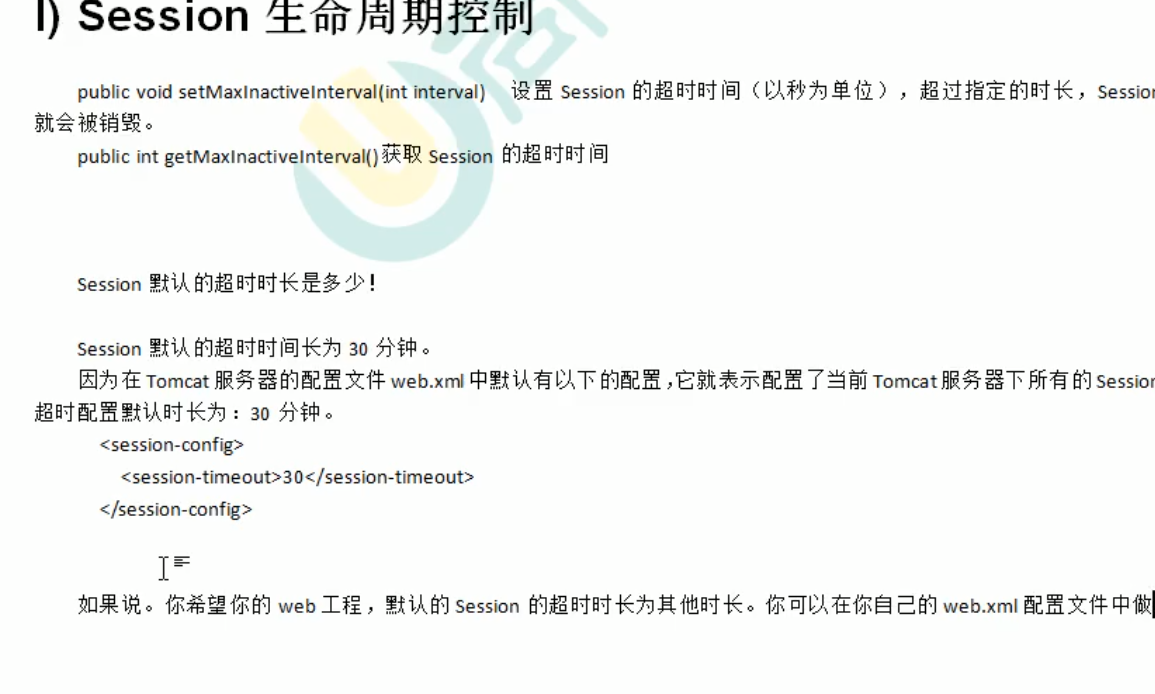 I) Session 生命周期控制
public void setMaxInactiveInterval(int interval) 设置 Session 的超时时间（以秒为单位），超过指定的时长，Session
就会被销毁。
public int getMaxInactiveInterval()获取 Session 的超时时间
Session 默认的超时时长是多少！
Session 默认的超时时间长为 30 分钟。
因为在 Tomcat 服务器的配置文件 web.xml 中默认有以下的配置，它就表示配置了当前 Tomcat 服务器下所有的 Session
超时配置默认时长为：30 分钟。
<session-config>
<session-timeout>30</session-timeout>
</session-config>
如果说。你希望你的 web 工程，默认的 Session 的超时时长为其他时长。你可以在你自己的 web.xml 配置文件中做